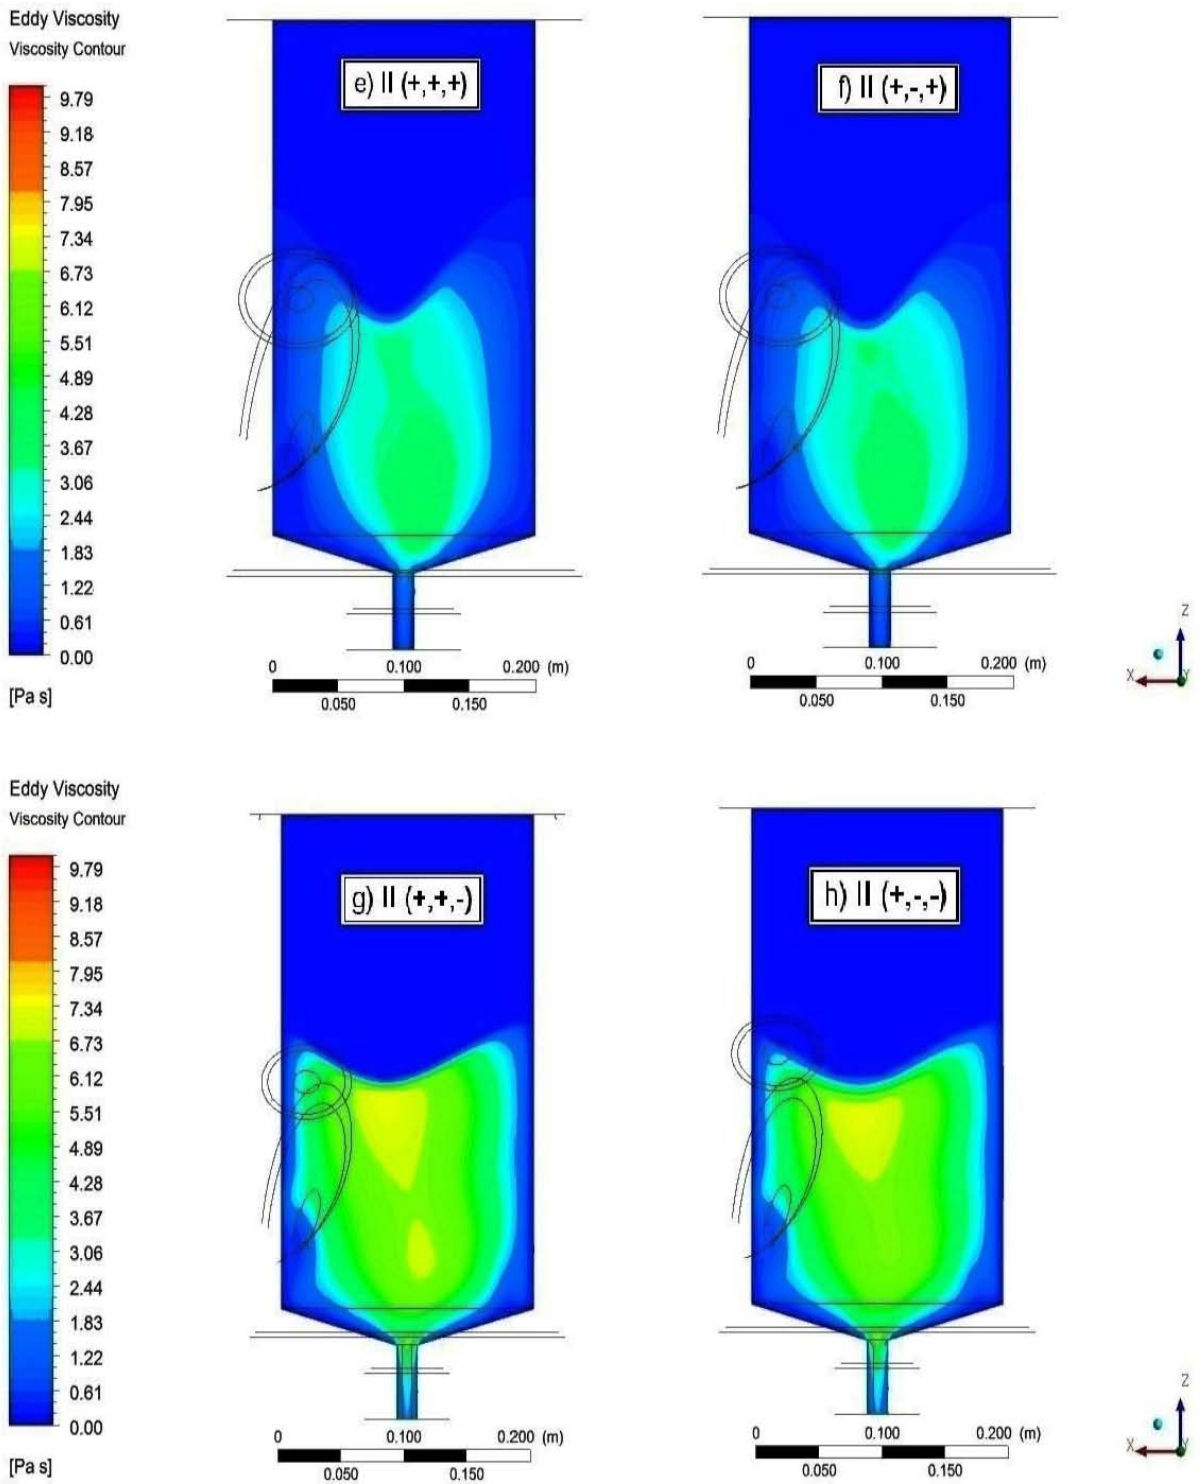 Eddy Viscosity
Viscosity Contour
9.79
9.18
8.57
7.95
7.34
6.73
6.12
5.51
4.89
4.28
3.67
3.06
2.44
1.83
1.22
0.61
0.00
[Pa s]
e) II (+,+,+)
0 0.100 0.200 (m)
0.050 0.150
f) II (+,-,+)
0 0.100 0.200 (m)
0.050 0.150
Z
X Y
Eddy Viscosity
Viscosity Contour
9.79
9.18
8.57
7.95
7.34
6.73
6.12
5.51
4.89
4.28
3.67
3.06
2.44
1.83
1.22
0.61
0.00
[Pa s]
g) II (+,+,-)
0 0.100 0.200 (m)
0.050 0.150
h) II (+,-,-)
0 0.100 0.200 (m)
0.050 0.150
Z
X Y